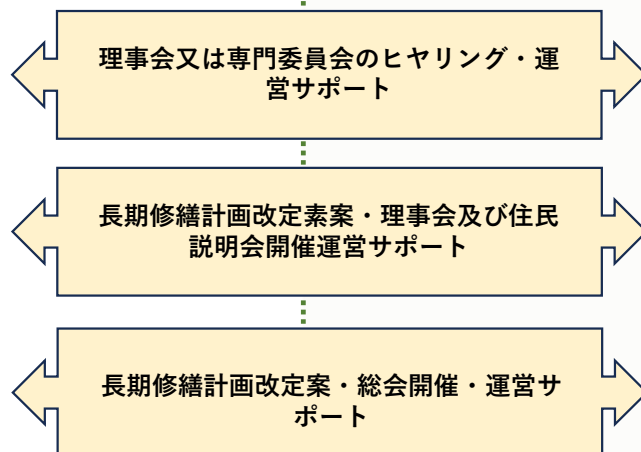 理事会又は専門委員会のヒヤリング・運
営サポート
長期修繕計画改定素案・理事会及び住民
説明会開催運営サポート
長期修繕計画改定案・総会開催・運営サ
ポート